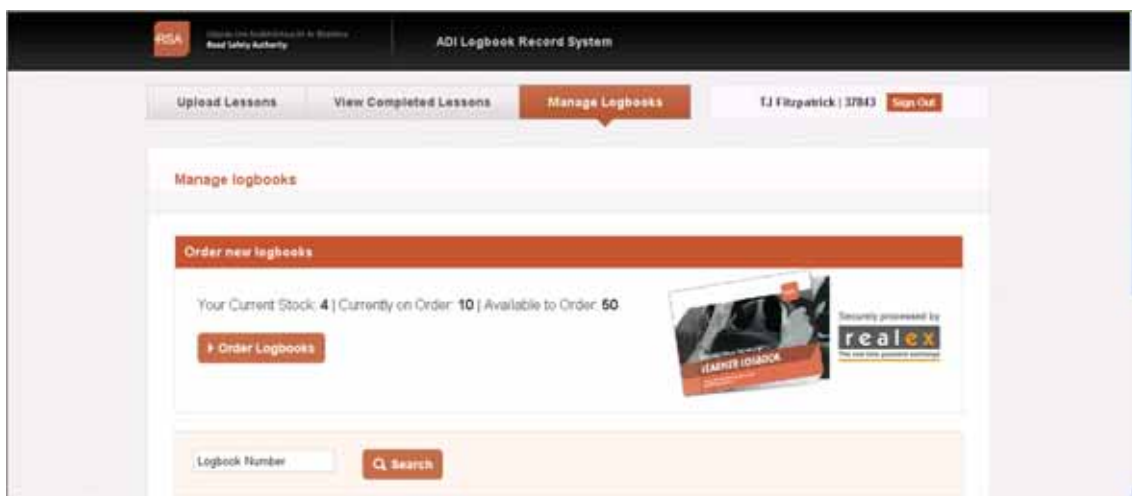 RSA
Road Safety Authority
ADI Logbook Record System
Upload Lessons
View Completed Lessons
Manage Logbooks
TJ Fitzpatrick | 37843
Sign Out
Manage logbooks
Order new logbooks
Your Current Stock: 4 | Currently on Order: 10 | Available to Order: 50
Order Logbooks
LEARNER LOGBOOK
Securely processed by
realex
Logbook Number
Search